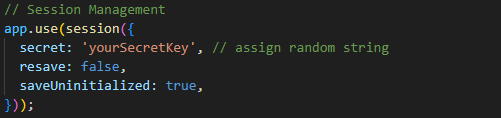 // Session Management
app.use(session({
  secret: 'yourSecretKey', // assign random string
  resave: false,
  saveUninitialized: true,
}));